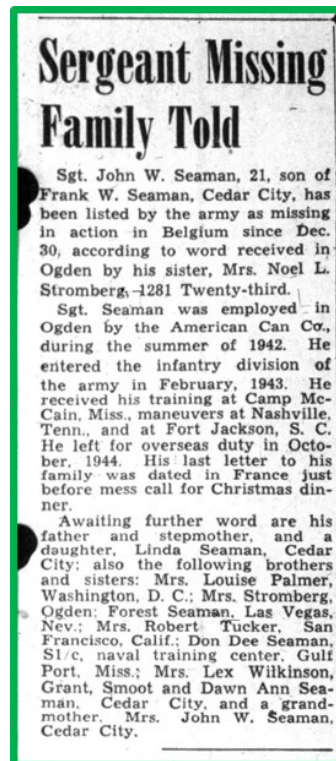 Sergeant Missing
Family Told
Sgt. John W. Seaman, 21, son of
Frank W. Seaman, Cedar City, has
been listed by the army as missing
in action in Belgium since Dec.
30, according to word received in
Ogden by his sister, Mrs. Noel L.
Stromberg, 1281 Twenty-third.
Sgt. Seaman was employed in
Ogden by the American Can Co.,
during the summer of 1942. He
entered the infantry division of
the army in February, 1943. He
received his training at Camp Mc-
Cain, Miss., maneuvers at Nashville,
Tenn., and at Fort Jackson, S. C.
He left for overseas duty in Octo-
ber, 1944. His last letter to his
family was dated in France just
before mess call for Christmas din-
ner.
Awaiting further word are his
father and stepmother, and a
daughter, Linda Seaman, Cedar
City; also the following brothers
and sisters: Mrs. Louise Palmer,
Washington, D. C.; Mrs. Stromberg,
Ogden; Forest Seaman, Las Vegas,
Nev.; Mrs. Robert Tucker, San
Francisco, Calif.; Don Dee Seaman,
S1/c, naval training center, Gulf
Port, Miss.; Mrs. Lex Wilkinson,
Grant, Smoot and Dawn Ann Sea-
man, Cedar City, and a grand-
mother, Mrs. John W. Seaman,
Cedar City.